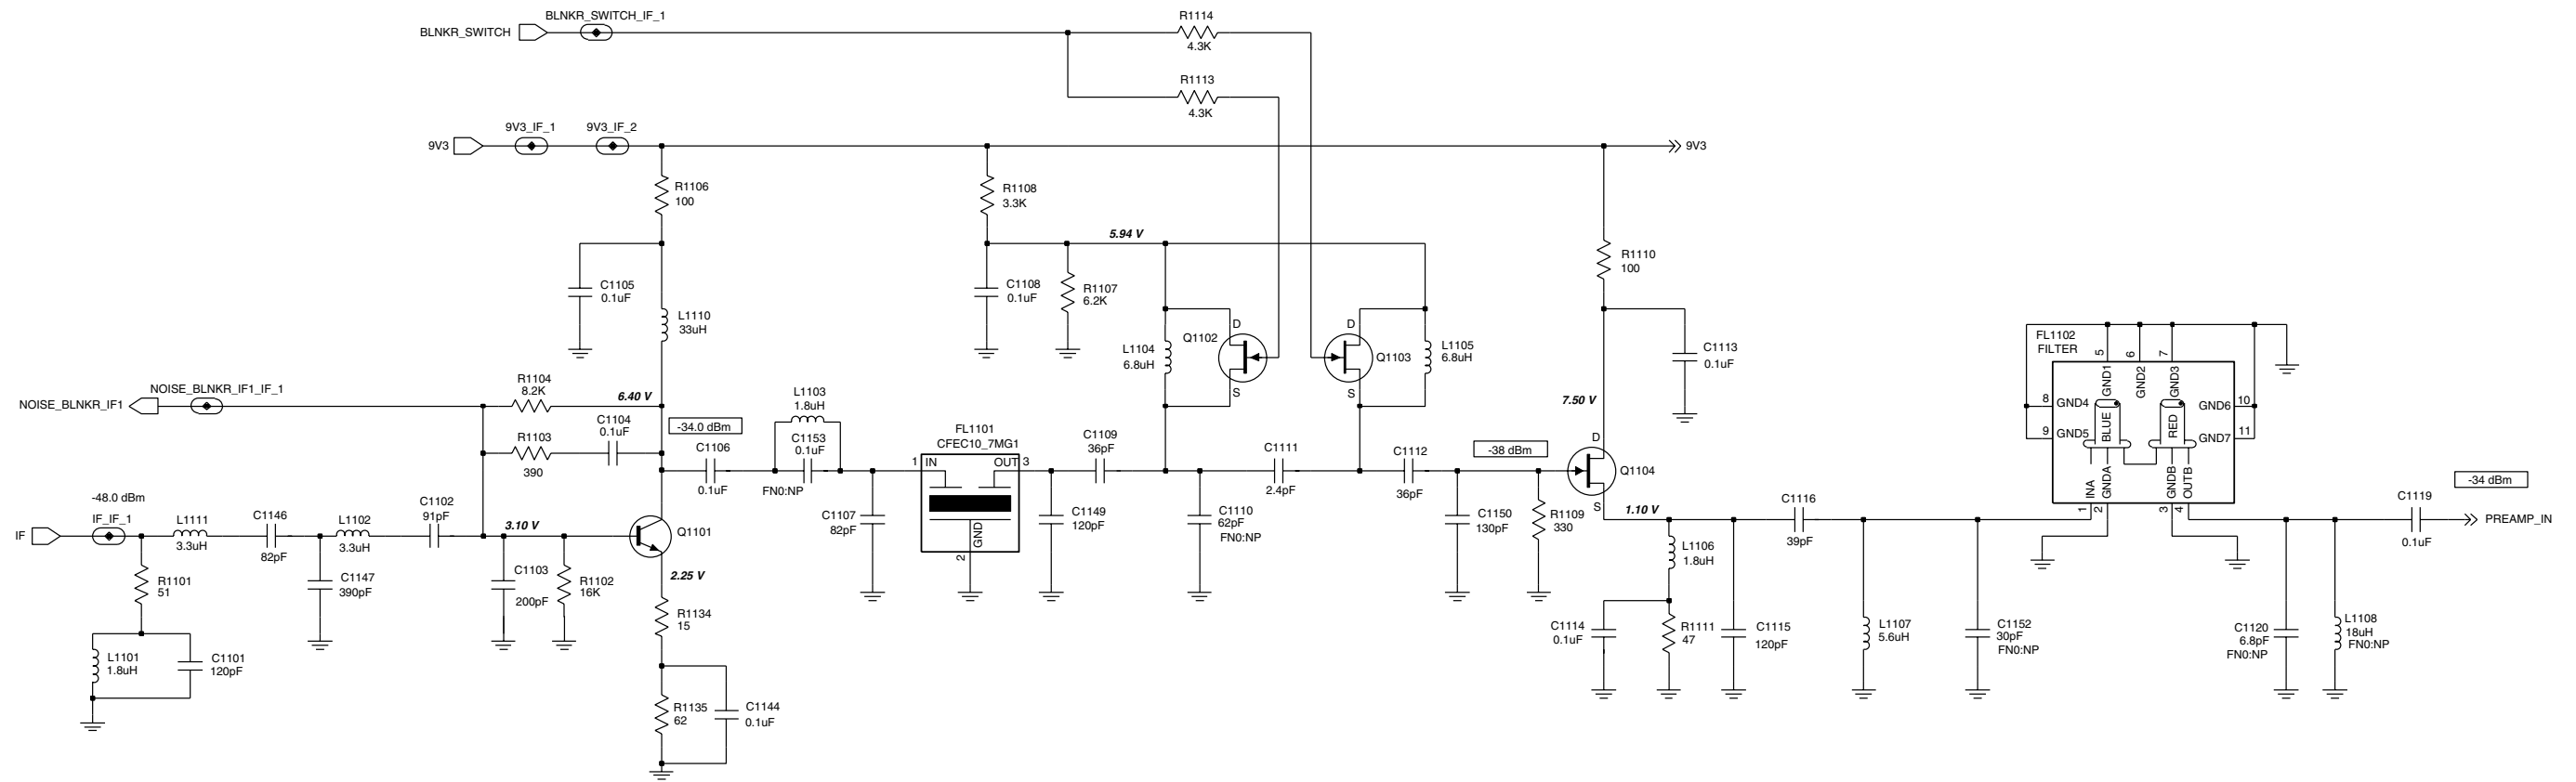 BLNKR_SWITCH_IF_1
BLNKR_SWITCH
R1114
4.3K
R1113
4.3K
9V3_IF_1
9V3_IF_2
9V3
9V3
R1106
100
R1108
3.3K
5.94 V
C1105
0.1uF
L1110
33uH
C1108
0.1uF
R1107
6.2K
D
Q1102
L1104
6.8uH
S
D
Q1103
L1105
6.8uH
S
R1110
100
C1113
0.1uF
7.50 V
NOISE_BLNKR_IF1_IF_1
NOISE_BLNKR_IF1
R1104
8.2K
6.40 V
R1103
390
C1104
0.1uF
-34.0 dBm
C1106
0.1uF
L1103
1.8uH
C1153
0.1uF
FN0:NP
C1107
82pF
FL1101
CFEC10_7MG1
1
IN
OUT
3
GND
2
C1109
36pF
C1149
120pF
C1110
62pF
FN0:NP
C1111
2.4pF
C1112
36pF
-38 dBm
C1150
130pF
R1109
330
D
Q1104
S
1.10 V
-48.0 dBm
IF_IF_1
IF
L1111
3.3uH
C1146
82pF
L1102
3.3uH
C1102
91pF
3.10 V
Q1101
R1101
51
L1101
1.8uH
C1101
120pF
C1147
390pF
C1103
200pF
R1102
16K
2.25 V
R1134
15
R1135
62
C1144
0.1uF
L1106
1.8uH
C1114
0.1uF
R1111
47
C1115
120pF
C1116
39pF
L1107
5.6uH
C1152
30pF
FN0:NP
FL1102
FILTER
5
6
7
GND1
GND2
GND3
8
GND4
9
GND5
GND6
10
GND7
11
BLUE
RED
INA
GNDA
GNDB
OUTB
1
2
3
4
C1120
6.8pF
FN0:NP
L1108
18uH
FN0:NP
-34 dBm
C1119
0.1uF
PREAMP_IN